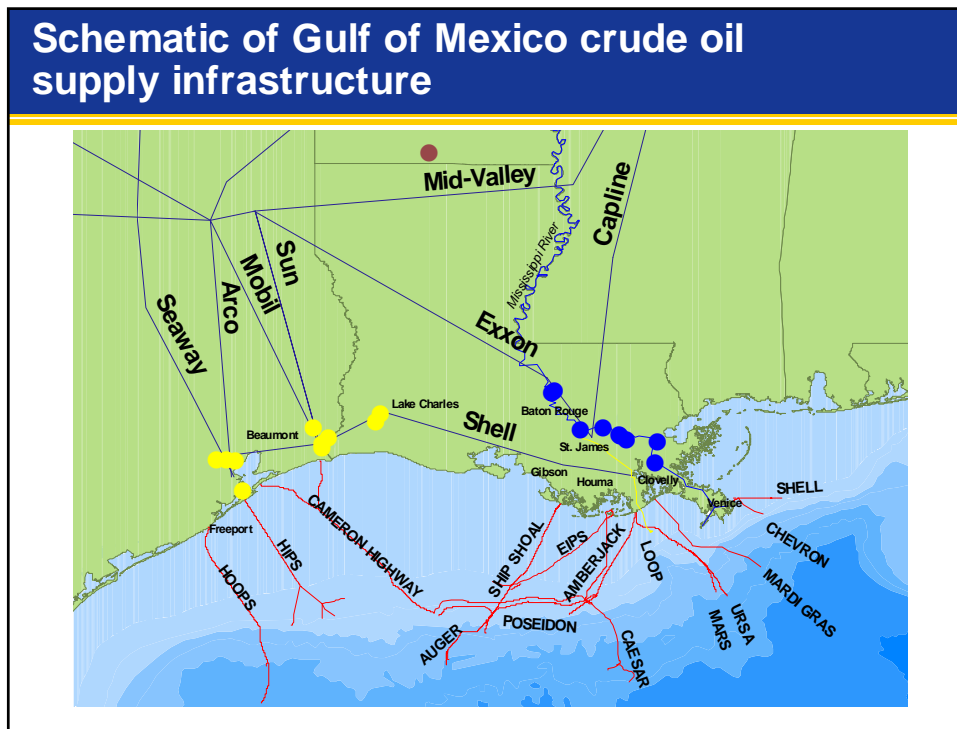 Schematic of Gulf of Mexico crude oil
supply infrastructure
Mid-Valley
Capline
Mississippi River
Sun
Mobil
Arco
Seaway
Exxon
Lake Charles
Baton Rouge
Beaumont
Shell
St. James
Gibson
Houma
Clovelly
Venice
SHELL
Freeport
CAMERON HIGHWAY
HIPS
HOOPS
SHIP SHOAL
EIPS
AMBERJACK
LOOP
CHEVRON
MARDI GRAS
URSA
MARS
POSEIDON
AUGER
CAESAR